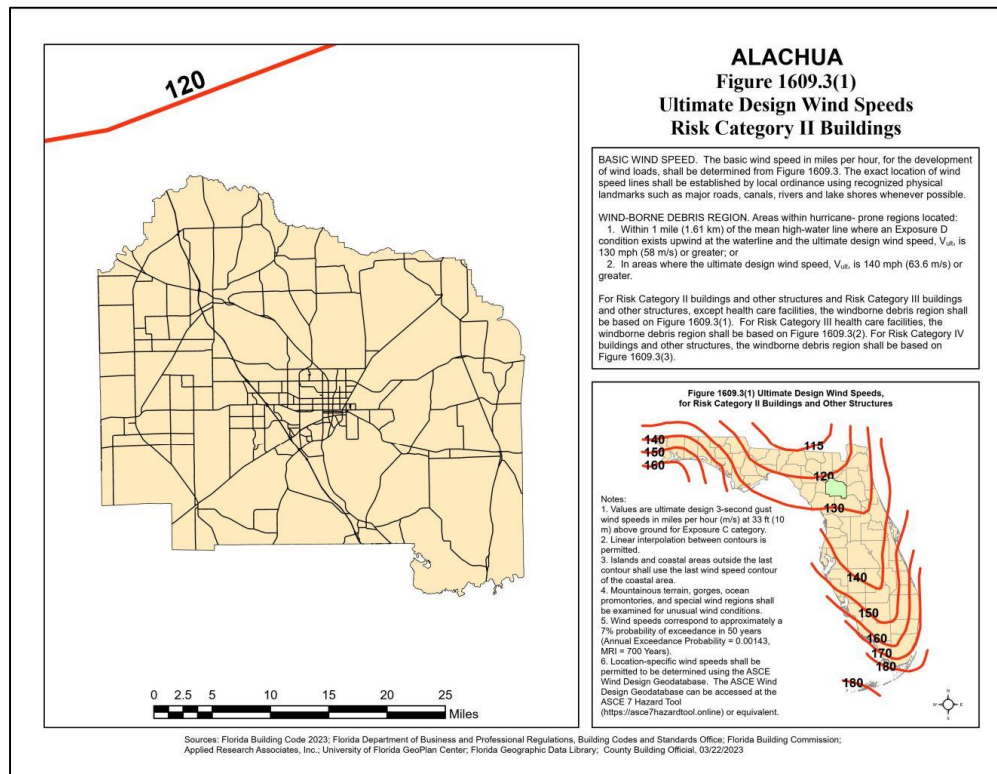 120
ALACHUA
Figure 1609.3(1)
Ultimate Design Wind Speeds
Risk Category II Buildings
BASIC WIND SPEED. The basic wind speed in miles per hour, for the development
of wind loads, shall be determined from Figure 1609.3. The exact location of wind
speed lines shall be established by local ordinance using recognized physical
landmarks such as major roads, canals, rivers and lake shores whenever possible.
WIND-BORNE DEBRIS REGION. Areas within hurricane- prone regions located:
1. Within 1 mile (1.61 km) of the mean high-water line where an Exposure D
condition exists upwind at the waterline and the ultimate design wind speed, Vult, is
130 mph (58 m/s) or greater; or
2. In areas where the ultimate design wind speed, Vult, is 140 mph (63.6 m/s) or
greater.
For Risk Category II buildings and other structures and Risk Category III buildings
and other structures, except health care facilities, the windborne debris region shall
be based on Figure 1609.3(1). For Risk Category III health care facilities, the
windborne debris region shall be based on Figure 1609.3(2). For Risk Category IV
buildings and other structures, the windborne debris region shall be based on
Figure 1609.3(3).
Figure 1609.3(1) Ultimate Design Wind Speeds,
for Risk Category II Buildings and Other Structures
140
150
160
115
120
130
140
150
160
170
180
180
Notes:
1. Values are ultimate design 3-second gust
wind speeds in miles per hour (m/s) at 33 ft (10
m) above ground for Exposure C category.
2. Linear interpolation between contours is
permitted.
3. Islands and coastal areas outside the last
contour shall use the last wind speed contour
of the coastal area.
4. Mountainous terrain, gorges, ocean
promontories, and special wind regions shall
be examined for unusual wind conditions.
5. Wind speeds correspond to approximately a
7% probability of exceedance in 50 years
(Annual Exceedance Probability = 0.00143,
MRI = 700 Years).
6. Location-specific wind speeds shall be
permitted to be determined using the ASCE
Wind Design Geodatabase. The ASCE Wind
Design Geodatabase can be accessed at the
ASCE 7 Hazard Tool
(https://asce7hazardtool.online) or equivalent.
N
W E
S
0 2.5 5 10 15 20 25
Miles
Sources: Florida Building Code 2023; Florida Department of Business and Professional Regulations, Building Codes and Standards Office; Florida Building Commission;
Applied Research Associates, Inc.; University of Florida GeoPlan Center; Florida Geographic Data Library; County Building Official, 03/22/2023